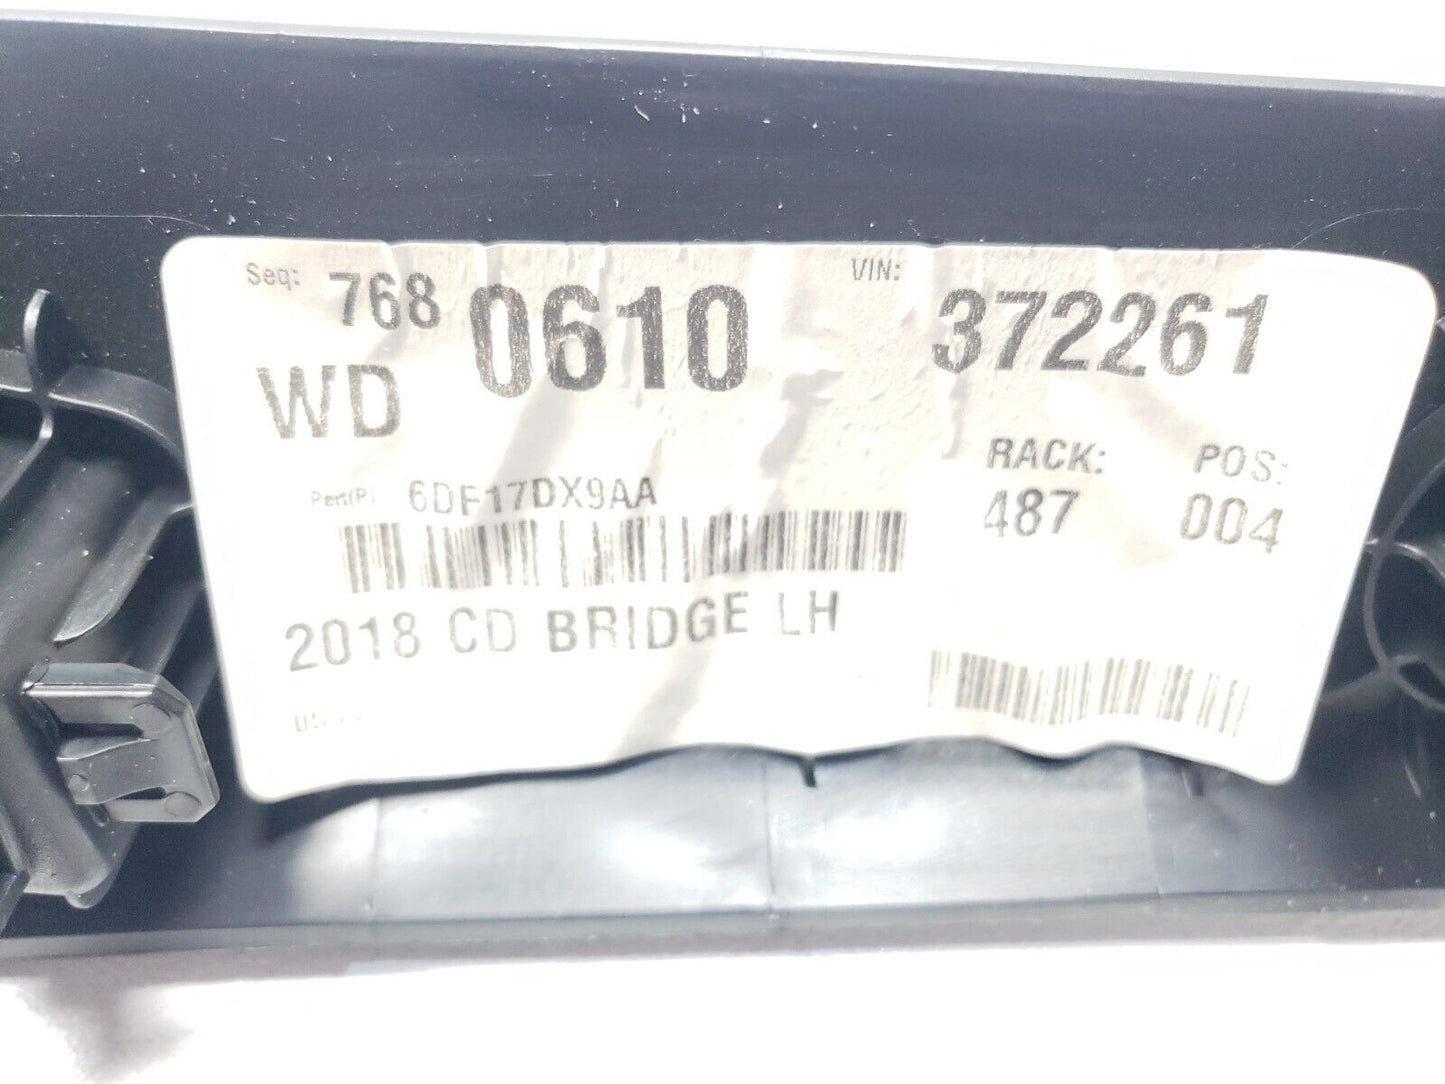 Seq: 768 0610 VIN: 372261
WD
RACK: POS:
Part(P) 6DF17DX9AA 487 004
2018 CD BRIDGE LH